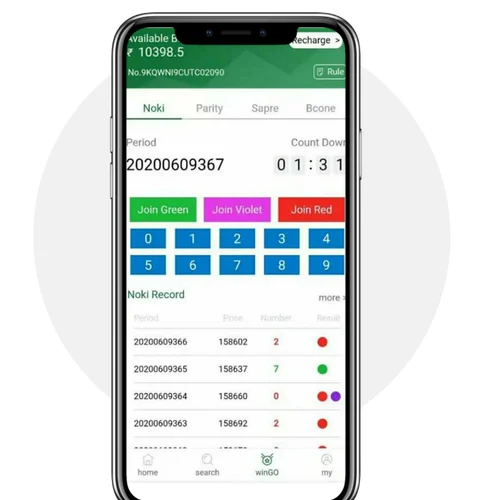 Available B
Recharge >
₹ 10398.5
No.9KQWNI9CUTC02090
Rule
Noki Parity Sapre Bcone
Period Count Down
20200609367 0 1 : 3 1
Join Green Join Violet Join Red
0 1 2 3 4
5 6 7 8 9
Noki Record more >
Period Price Number Result
20200609366 158602 2
20200609365 158637 7
20200609364 158660 0
20200609363 158692 2
home search winGO my